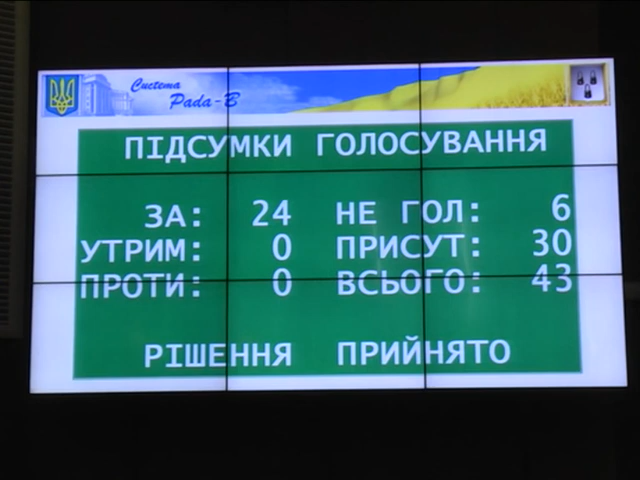 Система
Рада-В
ПІДСУМКИ ГОЛОСУВАННЯ
ЗА: 24 НЕ ГОЛ: 6
УТРИМ: 0 ПРИСУТ: 30
ПРОТИ: 0 ВСЬОГО: 43
РІШЕННЯ ПРИЙНЯТО